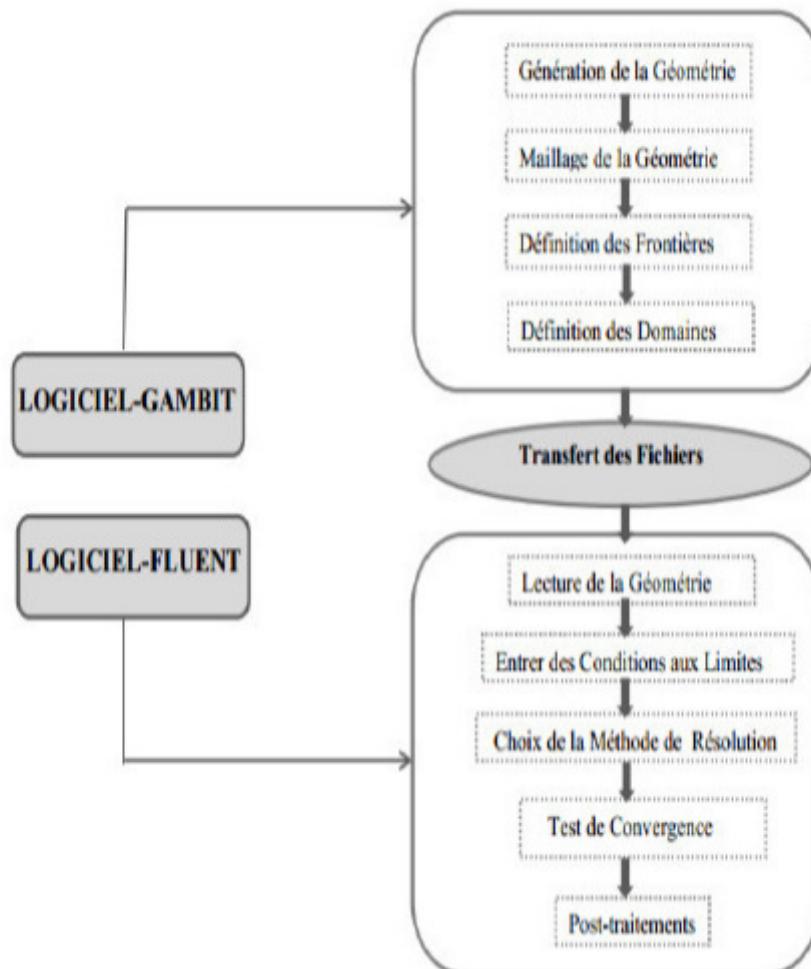 Génération de la Géométrie
Maillage de la Géométrie
Définition des Frontières
Définition des Domaines
LOGICIEL-GAMBIT
Transfert des Fichiers
LOGICIEL-FLUENT
Lecture de la Géométrie
Entrer des Conditions aux Limites
Choix de la Méthode de Résolution
Test de Convergence
Post-traitements